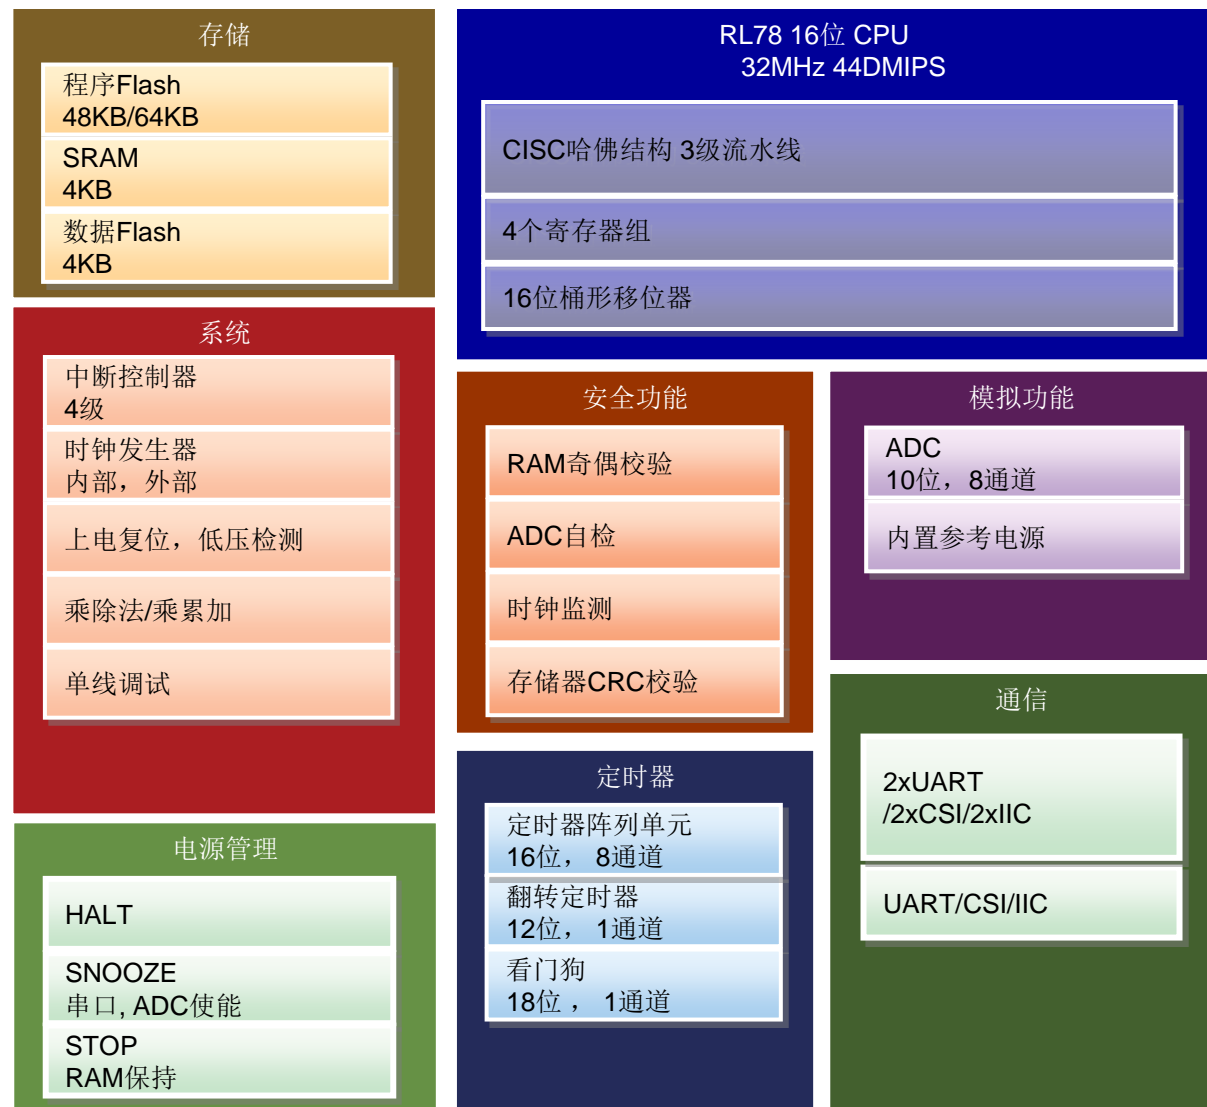 存储
程序Flash
48KB/64KB
SRAM
4KB
数据Flash
4KB
RL78 16位 CPU
32MHz 44DMIPS
CISC哈佛结构 3级流水线
4个寄存器组
16位桶形移位器
系统
中断控制器
4级
时钟发生器
内部，外部
上电复位，低压检测
乘除法/乘累加
单线调试
安全功能
RAM奇偶校验
ADC自检
时钟监测
存储器CRC校验
模拟功能
ADC
10位，8通道
内置参考电源
电源管理
HALT
SNOOZE
串口, ADC使能
STOP
RAM保持
定时器
定时器阵列单元
16位， 8通道
翻转定时器
12位， 1通道
看门狗
18位 ， 1通道
通信
2xUART
/2xCSI/2xIIC
UART/CSI/IIC